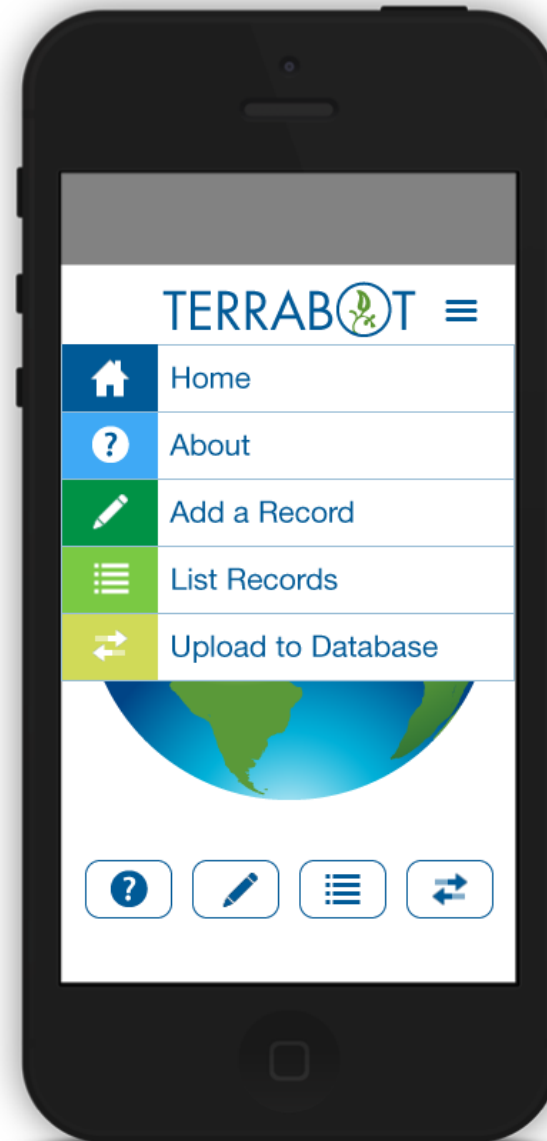 TERRABOT
Home
? About
Add a Record
List Records
Upload to Database
?